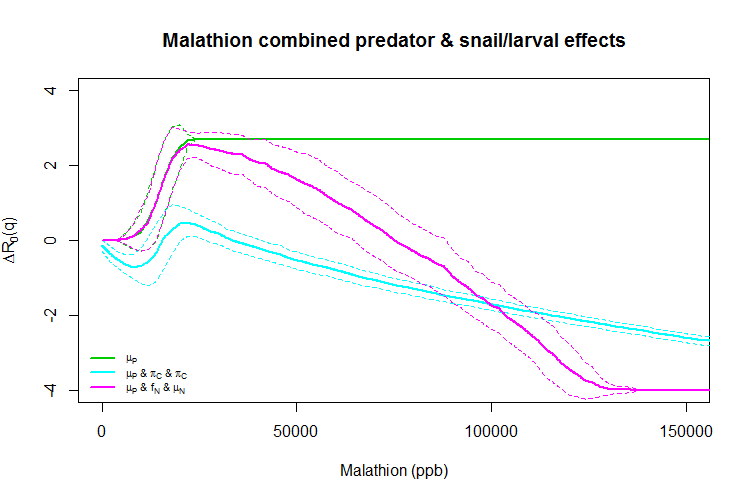 Malathion combined predator & snail/larval effects
ΔR₀(q)
4
2
0
-2
-4
μP
μP & πC & πC
μP & fN & μN
0 50000 100000 150000
Malathion (ppb)